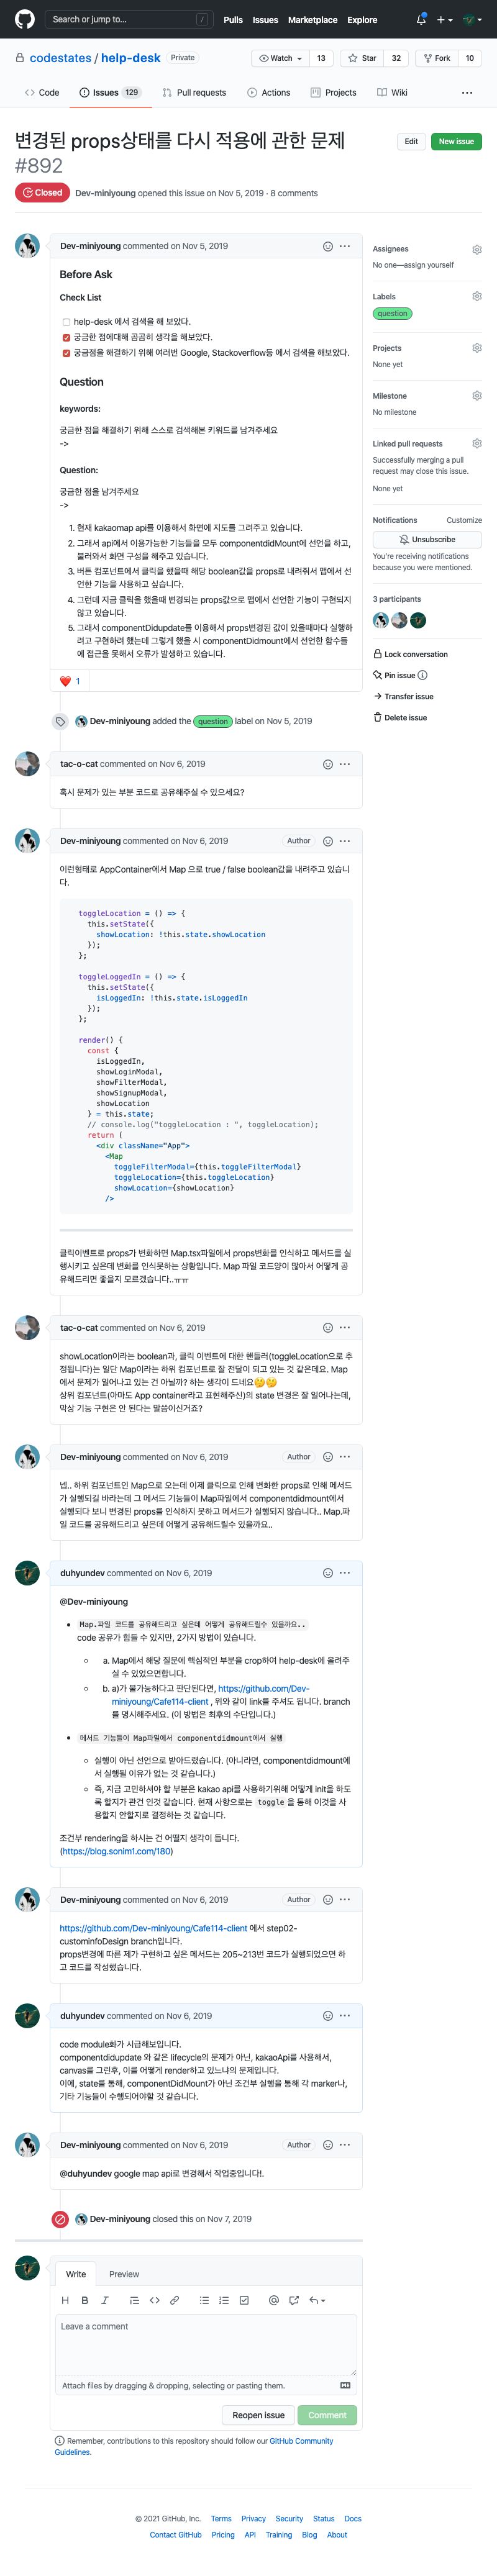 Search or jump to... /
Pulls Issues Marketplace Explore
codestates / help-desk Private
Watch 13 Star 32 Fork 10
Code Issues 129 Pull requests Actions Projects Wiki ...
변경된 props상태를 다시 적용에 관한 문제
#892
Edit New issue
Closed Dev-miniyoung opened this issue on Nov 5, 2019 · 8 comments
Dev-miniyoung commented on Nov 5, 2019
Before Ask
Check List
help-desk 에서 검색을 해 보았다.
궁금한 점에대해 곰곰히 생각을 해보았다.
궁금점을 해결하기 위해 여러번 Google, Stackoverflow등 에서 검색을 해보았다.
Question
keywords:
궁금한 점을 해결하기 위해 스스로 검색해본 키워드를 남겨주세요
->
Question:
궁금한 점을 남겨주세요
->
1. 현재 kakaomap api를 이용해서 화면에 지도를 그려주고 있습니다.
2. 그래서 api에서 이용가능한 기능들을 모두 componentdidMount에 선언을 하고,
불러와서 화면 구성을 해주고 있습니다.
3. 버튼 컴포넌트에서 클릭을 했을때 해당 boolean값을 props로 내려줘서 맵에서 선
언한 기능을 사용하고 싶습니다.
4. 그런데 지금 클릭을 했을때 변경되는 props값으로 맵에서 선언한 기능이 구현되지
않고 있습니다.
5. 그래서 componentDidupdate를 이용해서 props변경된 값이 있을때마다 실행하
려고 구현하려 했는데 그렇게 했을 시 componentDidmount에서 선언한 함수들
에 접근을 못해서 오류가 발생하고 있습니다.
❤️ 1
Dev-miniyoung added the question label on Nov 5, 2019
tac-o-cat commented on Nov 6, 2019
혹시 문제가 있는 부분 코드로 공유해주실 수 있으세요?
Dev-miniyoung commented on Nov 6, 2019 Author
이런형태로 AppContainer에서 Map 으로 true / false boolean값을 내려주고 있습니
다.
toggleLocation = () => {
this.setState({
showLocation: !this.state.showLocation
});
};
toggleLoggedIn = () => {
this.setState({
isLoggedIn: !this.state.isLoggedIn
});
};
render() {
const {
isLoggedIn,
showLoginModal,
showFilterModal,
showSignupModal,
showLocation
} = this.state;
// console.log("toggleLocation : ", toggleLocation);
return (
<div className="App">
<Map
toggleFilterModal={this.toggleFilterModal}
toggleLocation={this.toggleLocation}
showLocation={showLocation}
/>
클릭이벤트로 props가 변화하면 Map.tsx파일에서 props변화를 인식하고 메서드를 실
행시키고 싶은데 변화를 인식못하는 상황입니다. Map 파일 코드양이 많아서 어떻게 공
유해드리면 좋을지 모르겠습니다..ㅠㅠ
tac-o-cat commented on Nov 6, 2019
showLocation이라는 boolean과, 클릭 이벤트에 대한 핸들러(toggleLocation으로 추
정됩니다)는 일단 Map이라는 하위 컴포넌트로 잘 전달이 되고 있는 것 같은데요. Map
에서 문제가 일어나고 있는 건 아닐까? 하는 생각이 드네요🤔🤔
상위 컴포넌트(아마도 App container라고 표현해주신)의 state 변경은 잘 일어나는데,
막상 기능 구현은 안 된다는 말씀이신거죠?
Dev-miniyoung commented on Nov 6, 2019 Author
넵.. 하위 컴포넌트인 Map으로 오는데 이제 클릭으로 인해 변화한 props로 인해 메서드
가 실행되길 바라는데 그 메서드 기능들이 Map파일에서 componentdidmount에서
실행되다 보니 변경된 props를 인식하지 못하고 메서드가 실행되지 않습니다.. Map.파
일 코드를 공유해드리고 싶은데 어떻게 공유해드릴수 있을까요..
duhyundev commented on Nov 6, 2019
@Dev-miniyoung
Map.파일 코드를 공유해드리고 싶은데 어떻게 공유해드릴수 있을까요..
code 공유가 힘들 수 있지만, 2가지 방법이 있습니다.
a. Map에서 해당 질문에 핵심적인 부분을 crop하여 help-desk에 올려주
실 수 있었으면합니다.
b. a)가 불가능하다고 판단된다면, https://github.com/Dev-
miniyoung/Cafe114-client , 위와 같이 link를 주셔도 됩니다. branch
를 명시해주세요. (이 방법은 최후의 수단입니다.)
메서드 기능들이 Map파일에서 componentdidmount에서 실행
실행이 아닌 선언으로 받아드렸습니다. (아니라면, componentdidmount에
서 실행될 이유가 없는 것 같습니다.)
즉, 지금 고민하셔야 할 부분은 kakao api를 사용하기위해 어떻게 init을 하도
록 할지가 관건 인것 같습니다. 현재 사항으로는 toggle 을 통해 이것을 사
용할지 안할지로 결정하는 것 같습니다.
조건부 rendering을 하시는 건 어떨지 생각이 듭니다.
(https://blog.sonim1.com/180)
Dev-miniyoung commented on Nov 6, 2019 Author
https://github.com/Dev-miniyoung/Cafe114-client 에서 step02-
custominfoDesign branch입니다.
props변경에 따른 제가 구현하고 싶은 메서드는 205~213번 코드가 실행되었으면 하
고 코드를 작성했습니다.
duhyundev commented on Nov 6, 2019
code module화가 시급해보입니다.
componentdidupdate 와 같은 lifecycle의 문제가 아닌, kakaoApi를 사용해서,
canvas를 그린후, 이를 어떻게 render하고 있느냐의 문제입니다.
이에, state를 통해, componentDidMount가 아닌 조건부 실행을 통해 각 marker나,
기타 기능들이 수행되어야할 것 같습니다.
Dev-miniyoung commented on Nov 6, 2019 Author
@duhyundev google map api로 변경해서 작업중입니다!.
Dev-miniyoung closed this on Nov 7, 2019
Write Preview
Leave a comment
Attach files by dragging & dropping, selecting or pasting them.
Reopen issue Comment
Remember, contributions to this repository should follow our GitHub Community
Guidelines.
Assignees
No one—assign yourself
Labels
question
Projects
None yet
Milestone
No milestone
Linked pull requests
Successfully merging a pull
request may close this issue.
None yet
Notifications Customize
Unsubscribe
You're receiving notifications
because you were mentioned.
3 participants
Lock conversation
Pin issue
Transfer issue
Delete issue
© 2021 GitHub, Inc. Terms Privacy Security Status Docs
Contact GitHub Pricing API Training Blog About